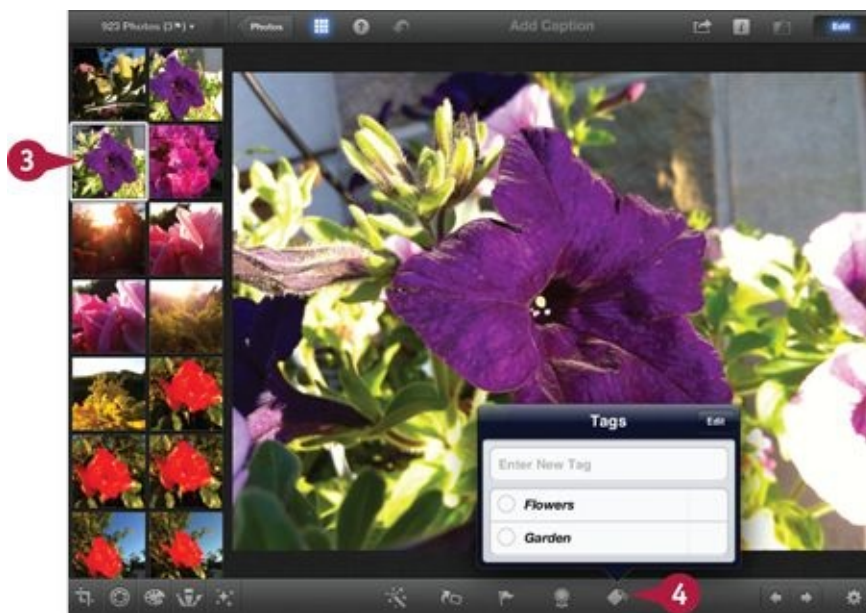 923 Photos (3⚑) ▾
Photos
?
Add Caption
i
Edit
3
Tags
Edit
Enter New Tag
Flowers
Garden
4